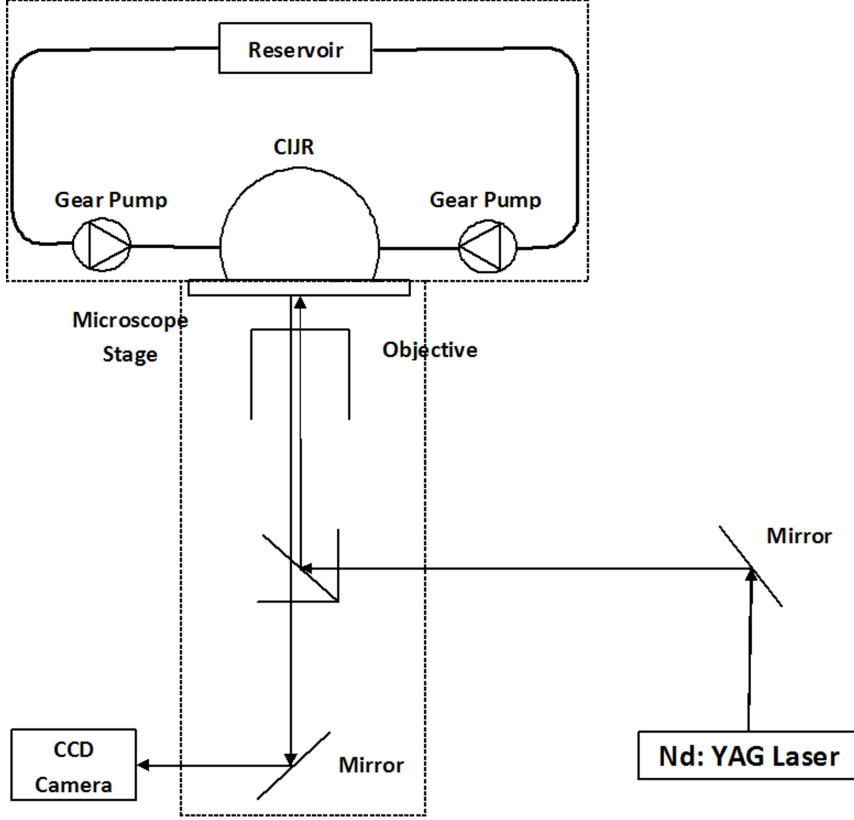 Reservoir
CIJR
Gear Pump
Gear Pump
Microscope
Stage
Objective
Mirror
Nd: YAG Laser
CCD
Camera
Mirror